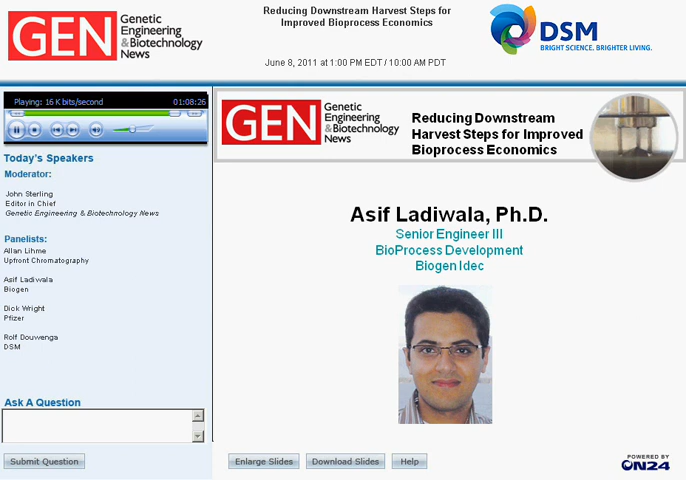 GEN Genetic
Engineering
&Biotechnology
News
Reducing Downstream Harvest Steps for
Improved Bioprocess Economics
June 8, 2011 at 1:00 PM EDT / 10:00 AM PDT
DSM
BRIGHT SCIENCE. BRIGHTER LIVING.
Playing: 16 K bits/second 01:08:26
Today's Speakers
Moderator:
John Sterling
Editor in Chief
Genetic Engineering & Biotechnology News
Panelists:
Allan Lihme
Upfront Chromatography
Asif Ladiwala
Biogen
Dick Wright
Pfizer
Rolf Douwenga
DSM
Ask A Question
Submit Question
GEN Genetic
Engineering
&Biotechnology
News
Reducing Downstream
Harvest Steps for Improved
Bioprocess Economics
Asif Ladiwala, Ph.D.
Senior Engineer III
BioProcess Development
Biogen Idec
Enlarge Slides
Download Slides
Help
POWERED BY
ON24